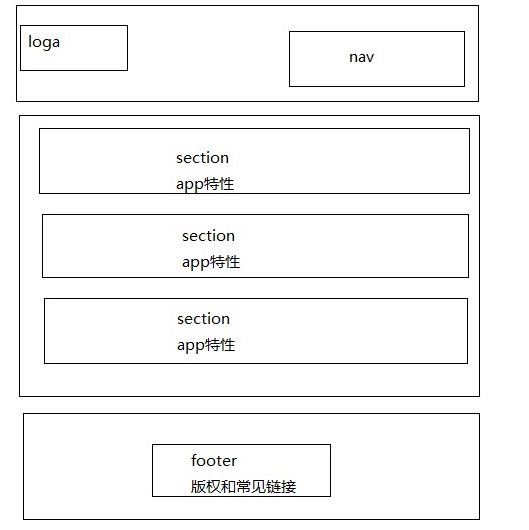 loga
nav
section
app特性
section
app特性
section
app特性
footer
版权和常见链接